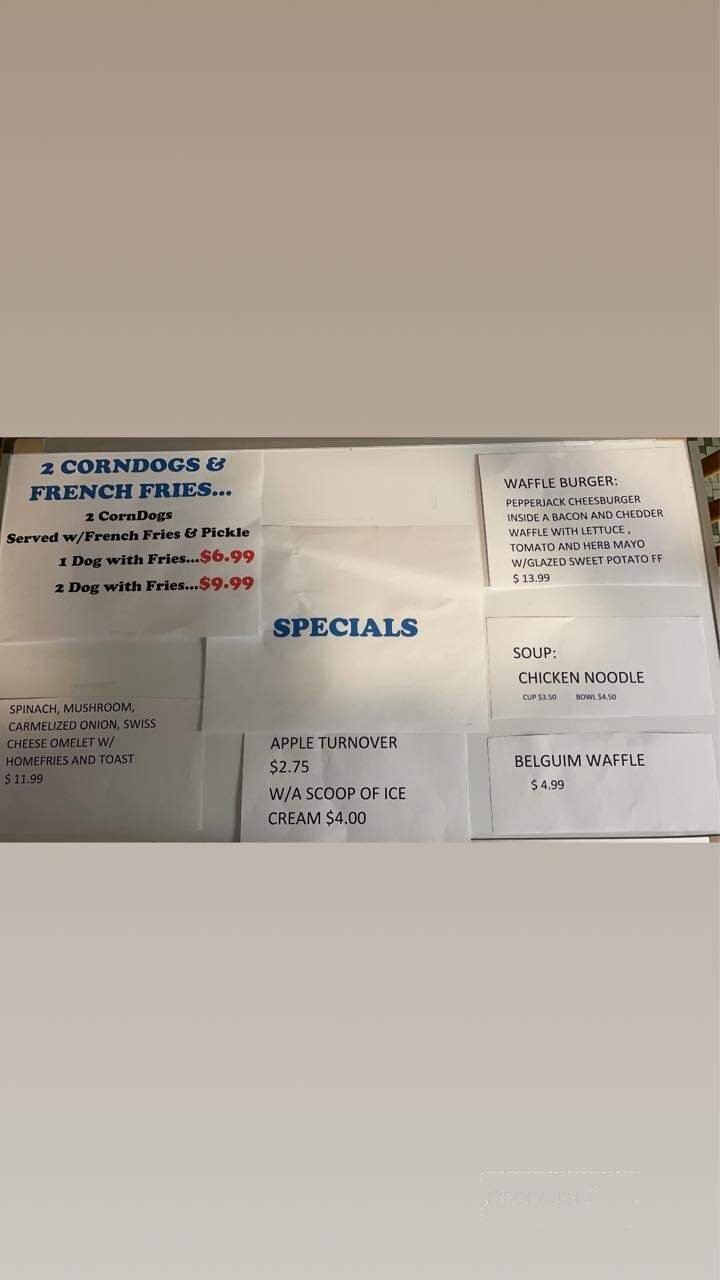 2 CORNDOGS &
FRENCH FRIES...
2 CornDogs
Served w/French Fries & Pickle
1 Dog with Fries...$6.99
2 Dog with Fries...$9.99
SPINACH, MUSHROOM,
CARMELIZED ONION, SWISS
CHEESE OMELET W/
HOMEFRIES AND TOAST
$ 11.99
SPECIALS
APPLE TURNOVER
$2.75
W/A SCOOP OF ICE
CREAM $4.00
WAFFLE BURGER:
PEPPERJACK CHEESBURGER
INSIDE A BACON AND CHEDDER
WAFFLE WITH LETTUCE ,
TOMATO AND HERB MAYO
W/GLAZED SWEET POTATO FF
$ 13.99
SOUP:
CHICKEN NOODLE
CUP $3.50 BOWL $4.50
BELGUIM WAFFLE
$ 4.99